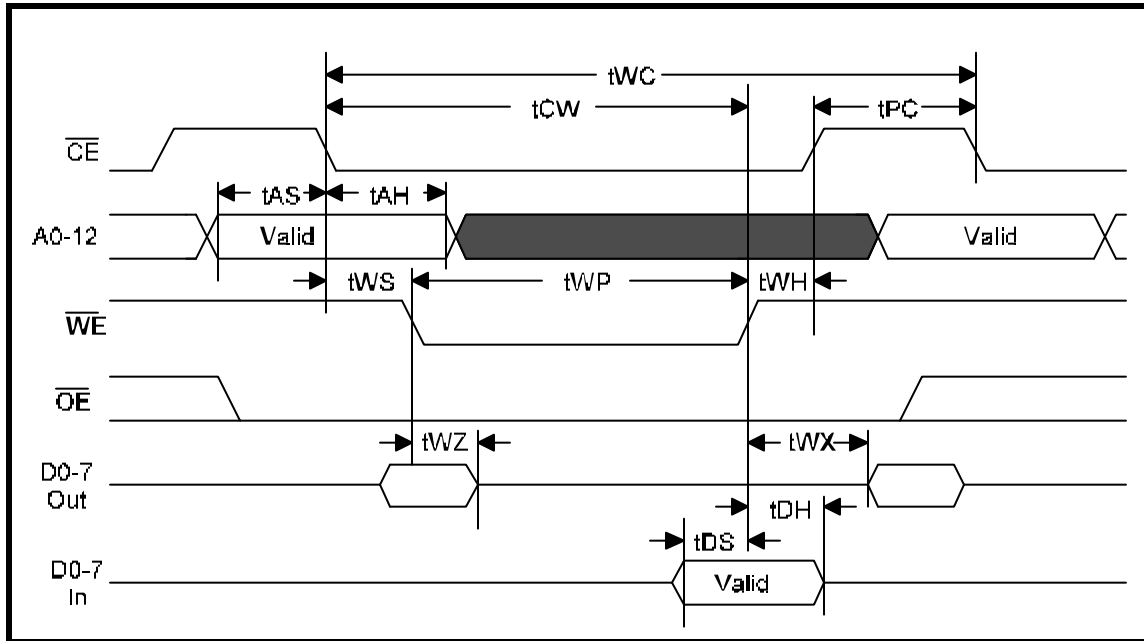 tWC
tCW
tPC
CE
tAS
tAH
A0-12
Valid
Valid
tWS
tWP
tWH
WE
OE
tWZ
tWX
D0-7
Out
tDH
tDS
D0-7
In
Valid